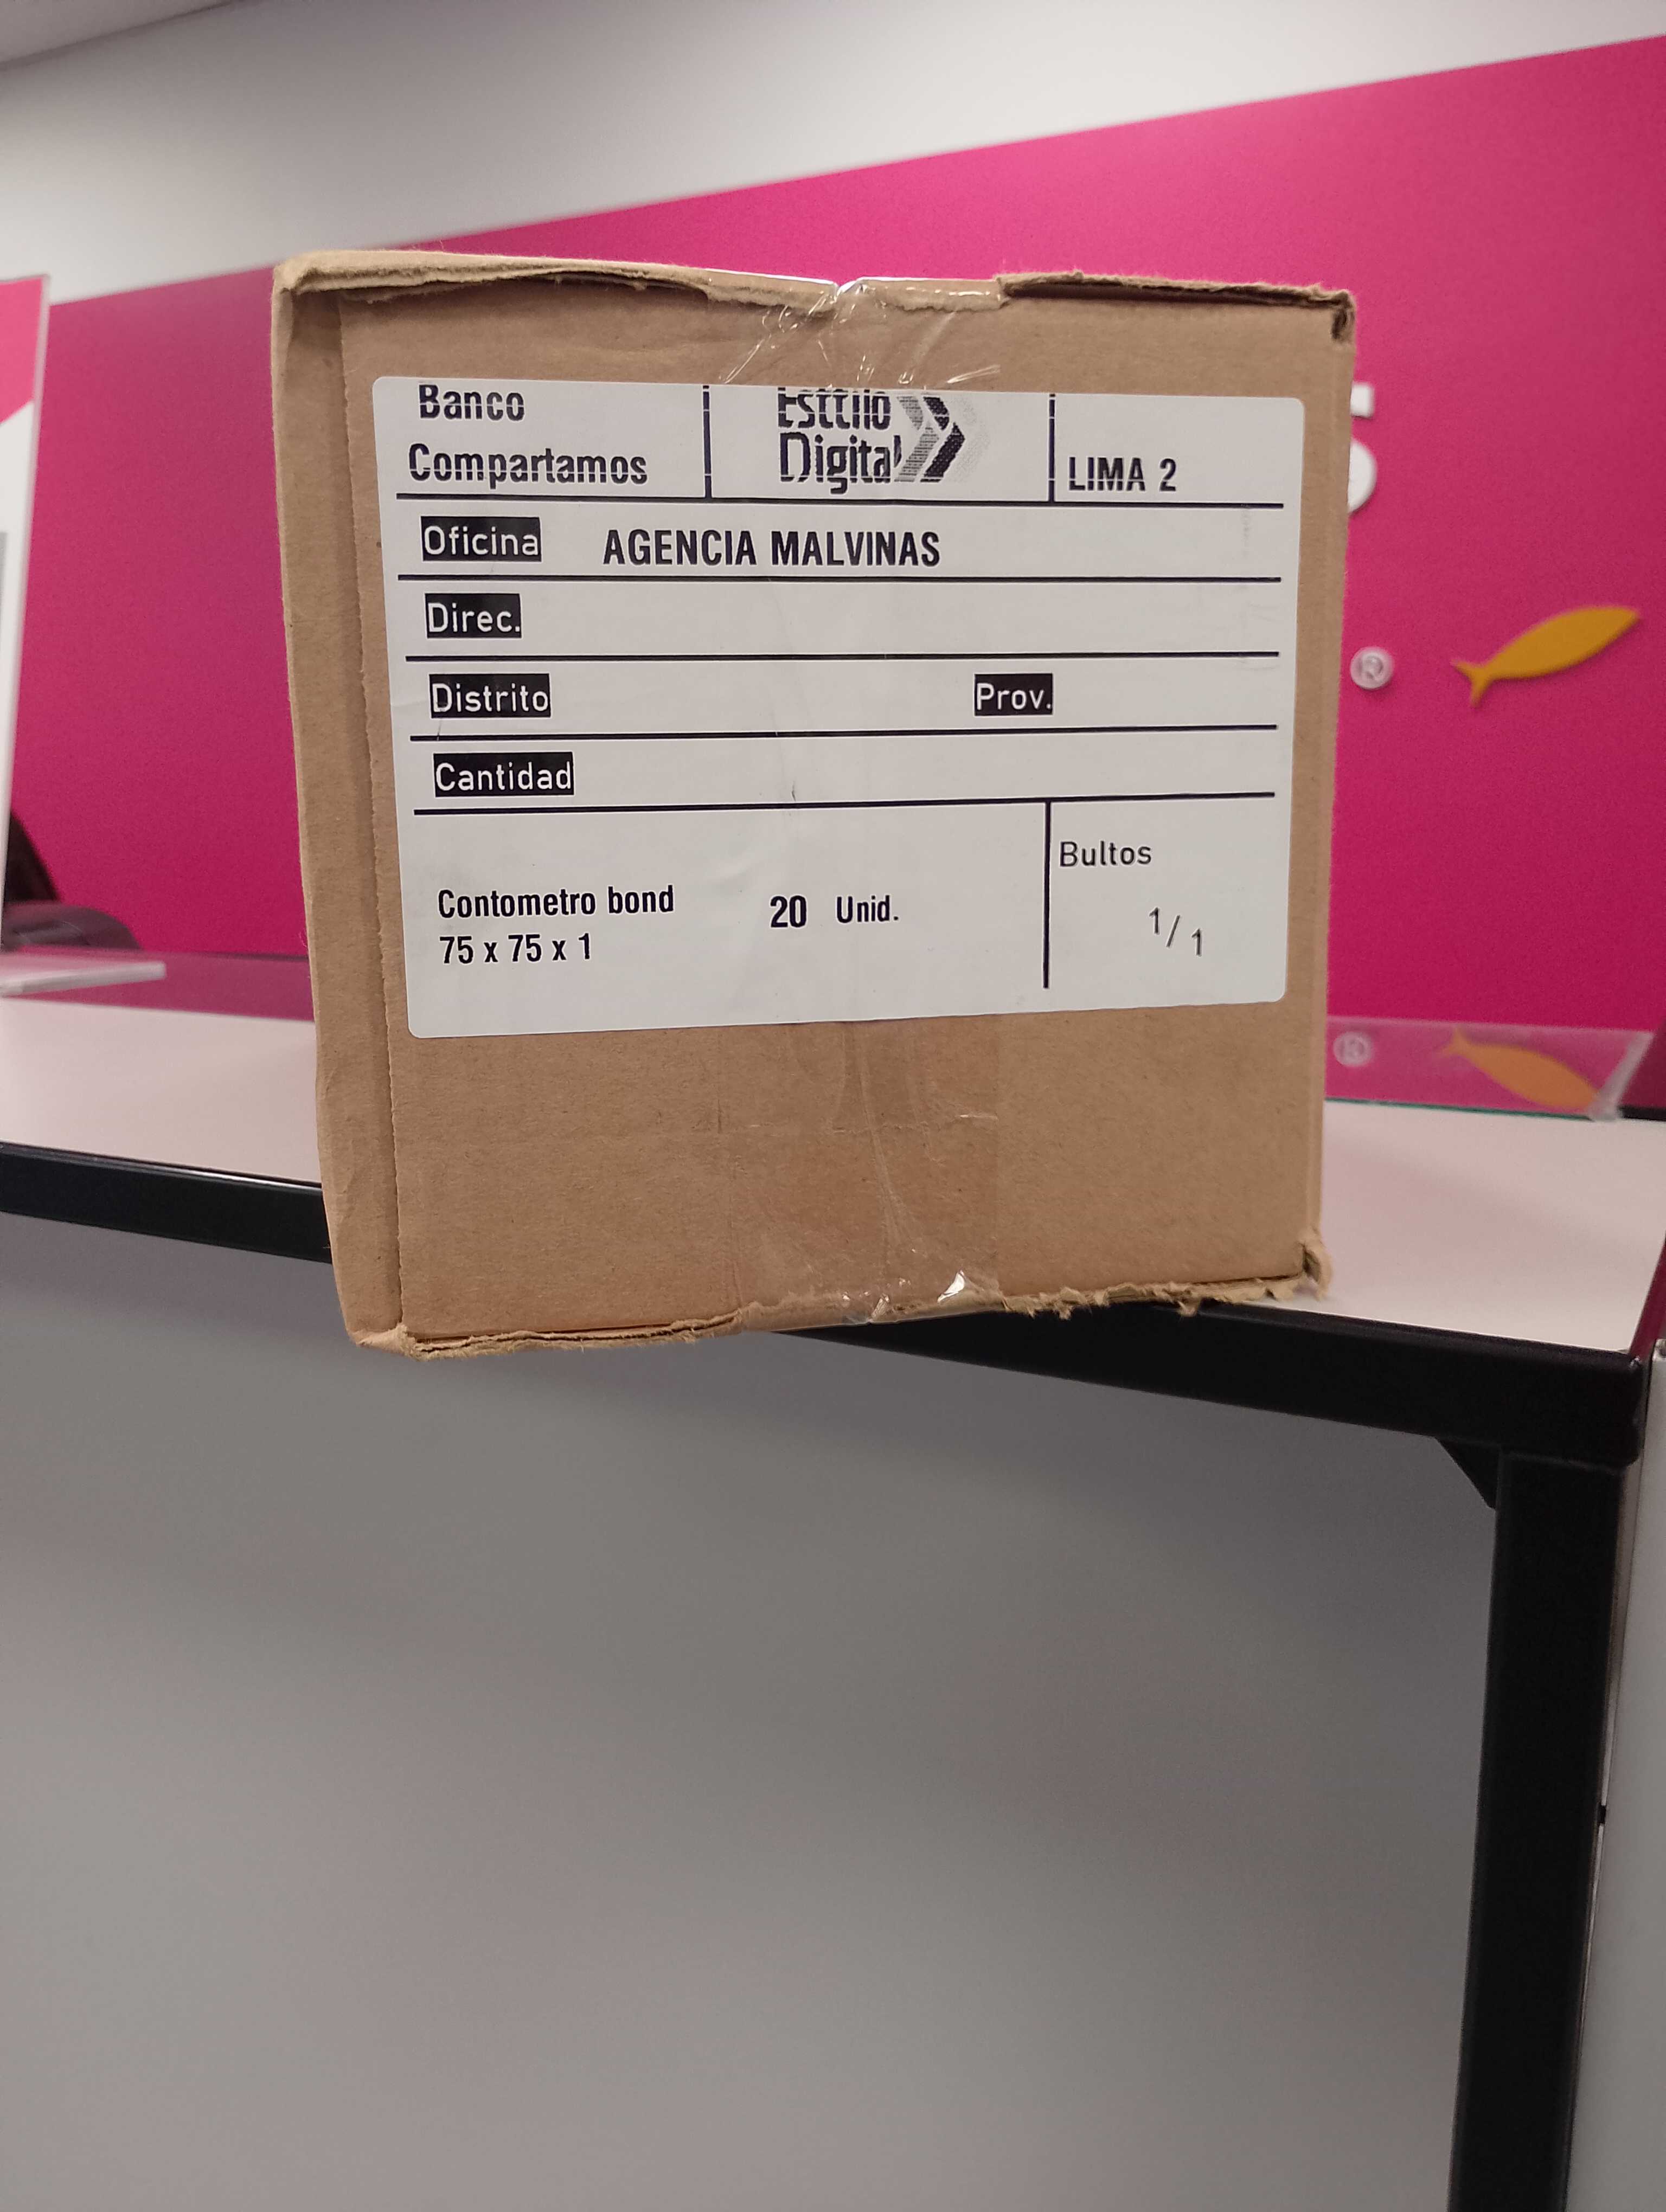 Banco
Compartamos
Esttilo
Digital
LIMA 2
Oficina AGENCIA MALVINAS
Direc.
Distrito Prov.
Cantidad
Contometro bond 20 Unid.
75 x 75 x 1
Bultos
1/1
S
®